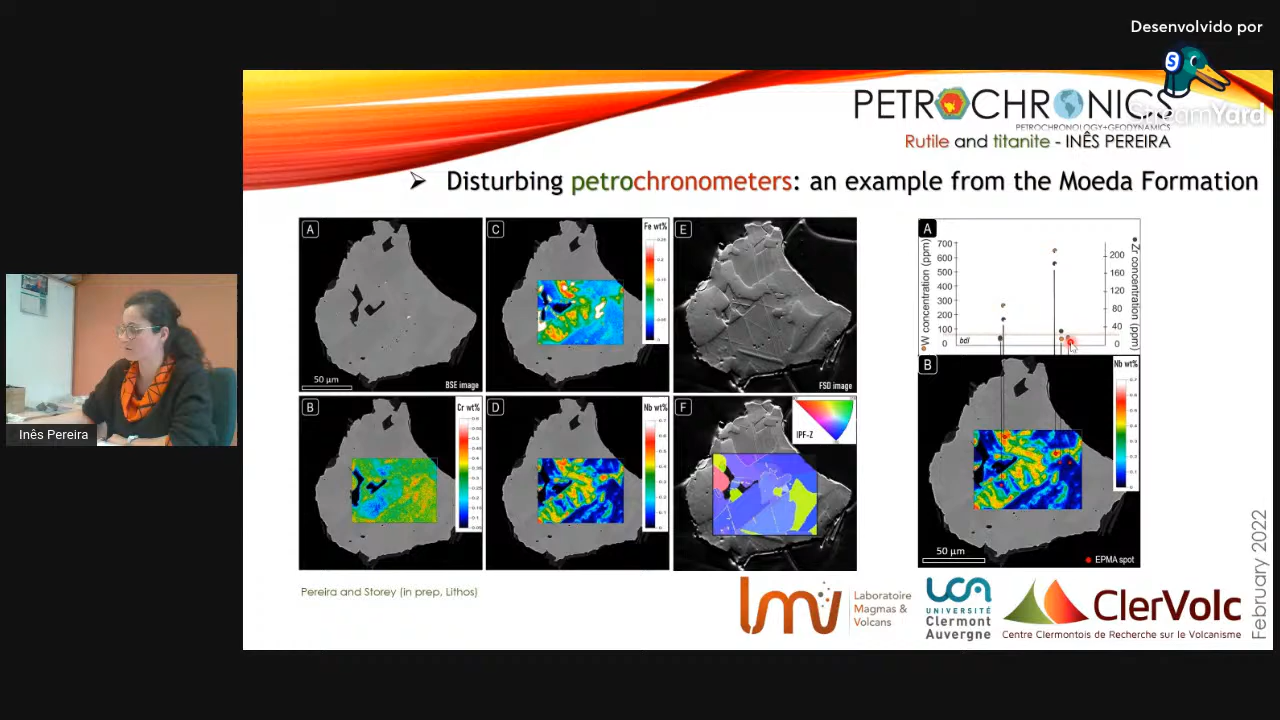 Desenvolvido por
S
StreamYard
PETROCHRONICS
PETROCHRONOLOGY+GEODYNAMICS
Rutile and titanite - INÊS PEREIRA
➢ Disturbing petrochronometers: an example from the Moeda Formation
A
50 µm
BSE image
C
Fe wt%
E
FSD image
B
Cr wt%
D
Nb wt%
F
IPF-Z
A
W concentration (ppm)
700
600
500
400
300
200
100
0
bdl
Zr concentration (ppm)
200
160
120
80
40
0
B
Nb wt%
50 µm
EPMA spot
Inês Pereira
Pereira and Storey (in prep, Lithos)
lmv
Laboratoire
Magmas &
Volcans
UCA
UNIVERSITÉ
Clermont
Auvergne
ClerVolc
Centre Clermontois de Recherche sur le Volcanisme
February 2022